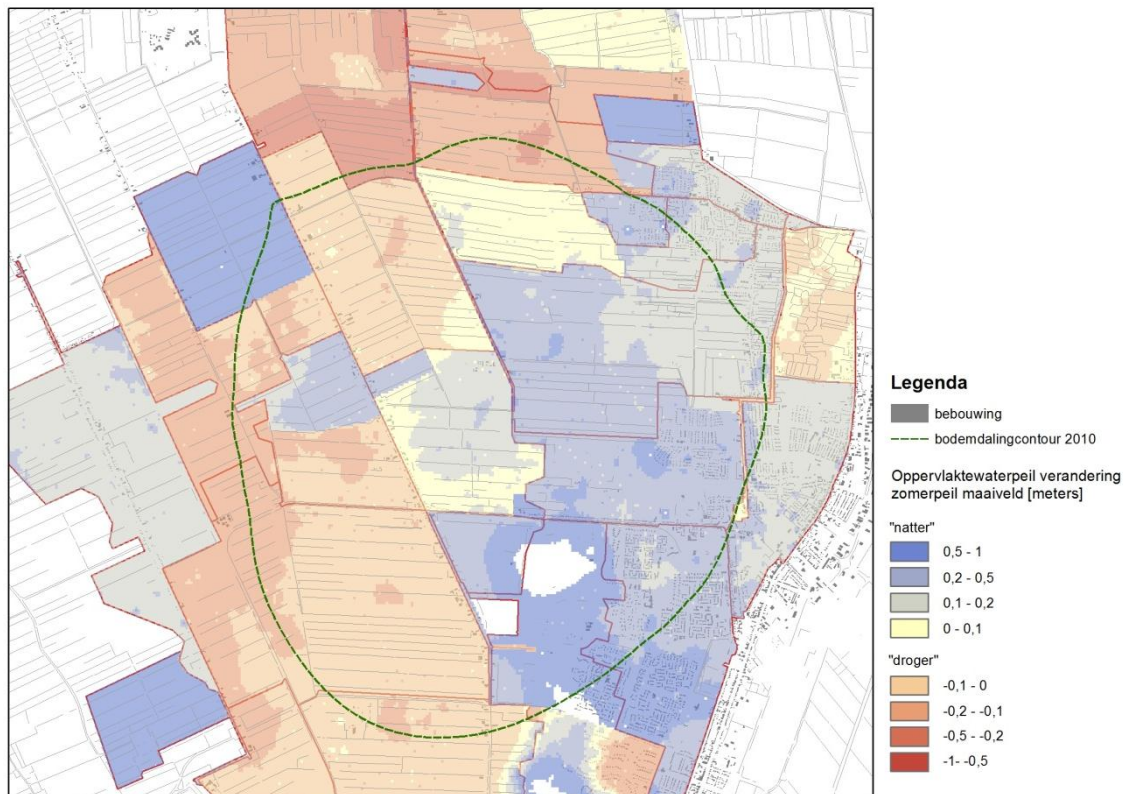 Legenda
bebouwing
bodemdalingcontour 2010
Oppervlaktewaterpeil verandering
zomerpeil maaiveld [meters]
"natter"
0,5 - 1
0,2 - 0,5
0,1 - 0,2
0 - 0,1
"droger"
-0,1 - 0
-0,2 - -0,1
-0,5 - -0,2
-1- -0,5